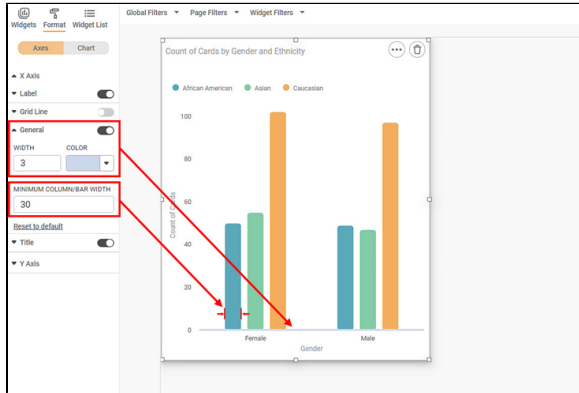 Widgets Format Widget List
Global Filters Page Filters Widget Filters
Axes Chart
X Axis
Label
Grid Line
General
WIDTH COLOR
3
MINIMUM COLUMN/BAR WIDTH
30
Reset to default
Title
Y Axis
Count of Cards by Gender and Ethnicity
African American Asian Caucasian
100
80
60
40
20
0
Count of Cards
Female Male
Gender